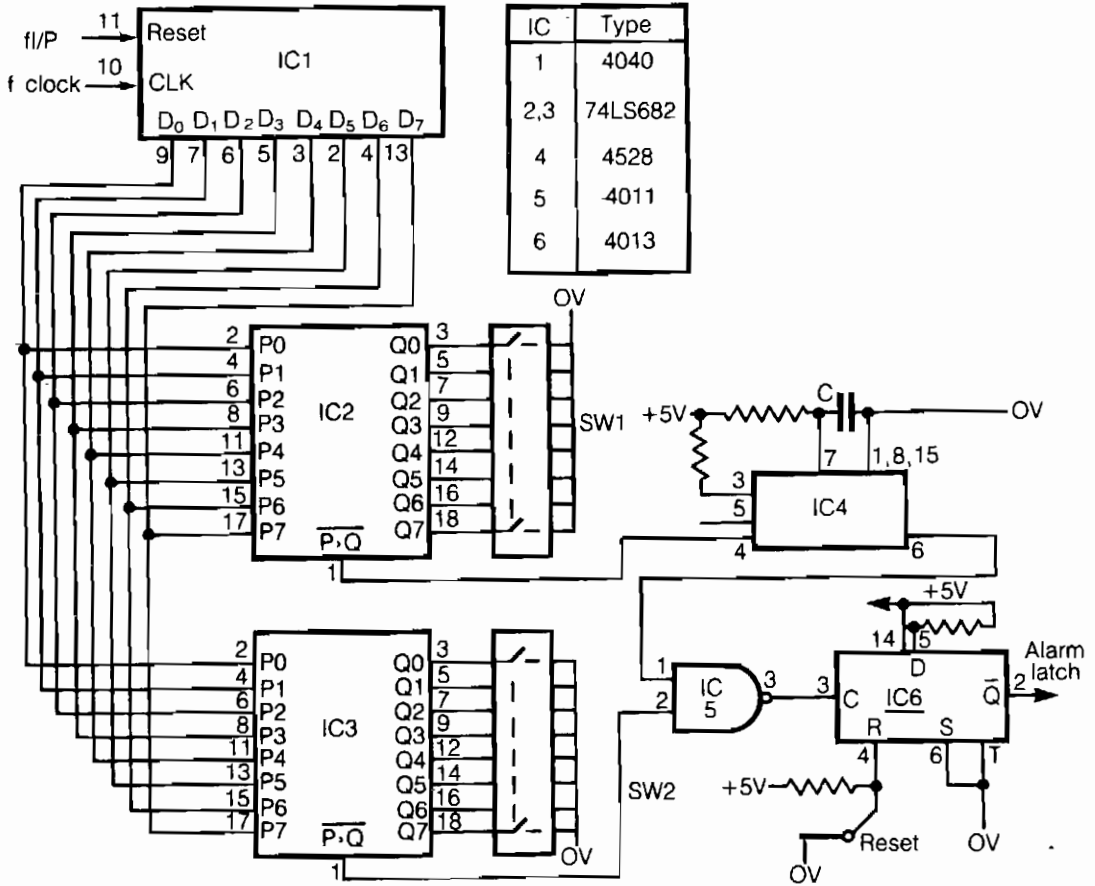 11
fI/P
Reset
IC1
10
f clock
CLK
D0 D1 D2 D3 D4 D5 D6 D7
9 7 6 5 3 2 4 13
IC Type
1 4040
2,3 74LS682
4 4528
5 4011
6 4013
OV
2 P0 Q0 3
4 P1 Q1 5
6 P2 Q2 7
8 P3 IC2 Q3 9
11 P4 Q4 12
13 P5 Q5 14
15 P6 Q6 16
17 P7 Q7 18
P>Q
1
SW1
+5V
C
OV
7
1,8,15
3
5
4
IC4
6
+5V
14
5
1
2
IC
5
3
3
C
D
IC6
Q̅
2
Alarm
latch
R
S
4
6
T
+5V
Reset
OV
OV
2 P0 Q0 3
4 P1 Q1 5
6 P2 Q2 7
8 P3 IC3 Q3 9
11 P4 Q4 12
13 P5 Q5 14
15 P6 Q6 16
17 P7 Q7 18
P>Q
1
SW2
OV